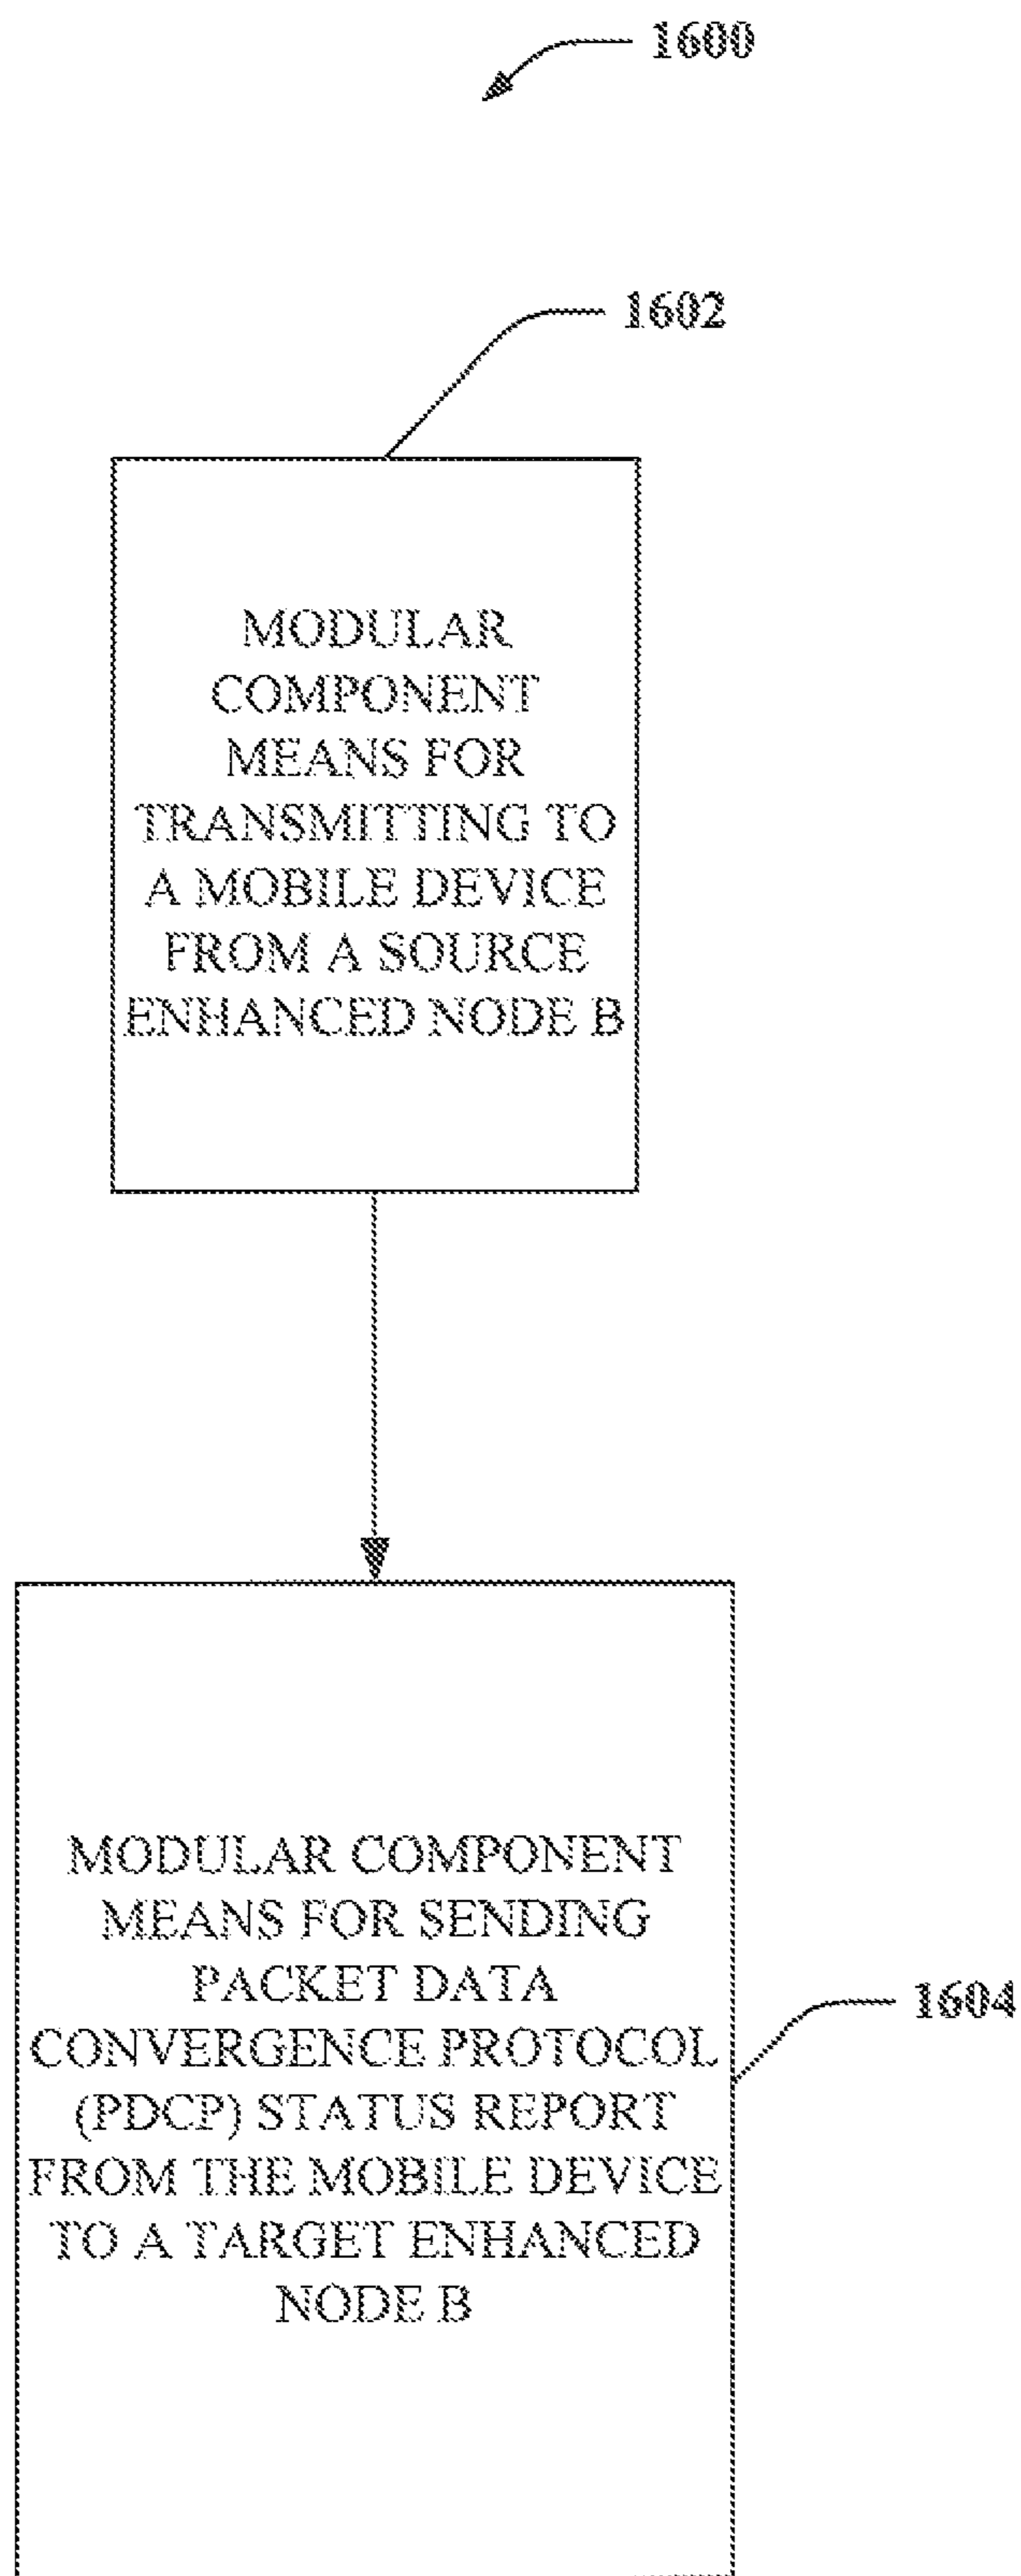 1600
1602
MODULAR
COMPONENT
MEANS FOR
TRANSMITTING TO
A MOBILE DEVICE
FROM A SOURCE
ENHANCED NODE B
MODULAR COMPONENT
MEANS FOR SENDING
PACKET DATA
CONVERGENCE PROTOCOL
(PDCP) STATUS REPORT
FROM THE MOBILE DEVICE
TO A TARGET ENHANCED
NODE B
1604